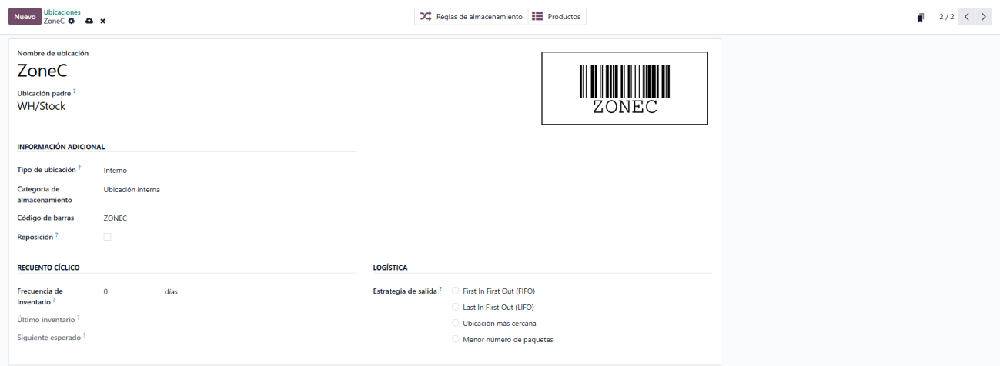 Nuevo
Ubicaciones
ZoneC
Reglas de almacenamiento
Productos
2 / 2
Nombre de ubicación
ZoneC
Ubicación padre ?
WH/Stock
ZONEC
INFORMACIÓN ADICIONAL
Tipo de ubicación ? Interno
Categoría de almacenamiento Ubicación interna
Código de barras ZONEC
Reposición ?
RECUENTO CÍCLICO
Frecuencia de inventario ? 0 días
Último inventario ?
Siguiente esperado ?
LOGÍSTICA
Estrategia de salida ? First In First Out (FIFO)
Last In First Out (LIFO)
Ubicación más cercana
Menor número de paquetes